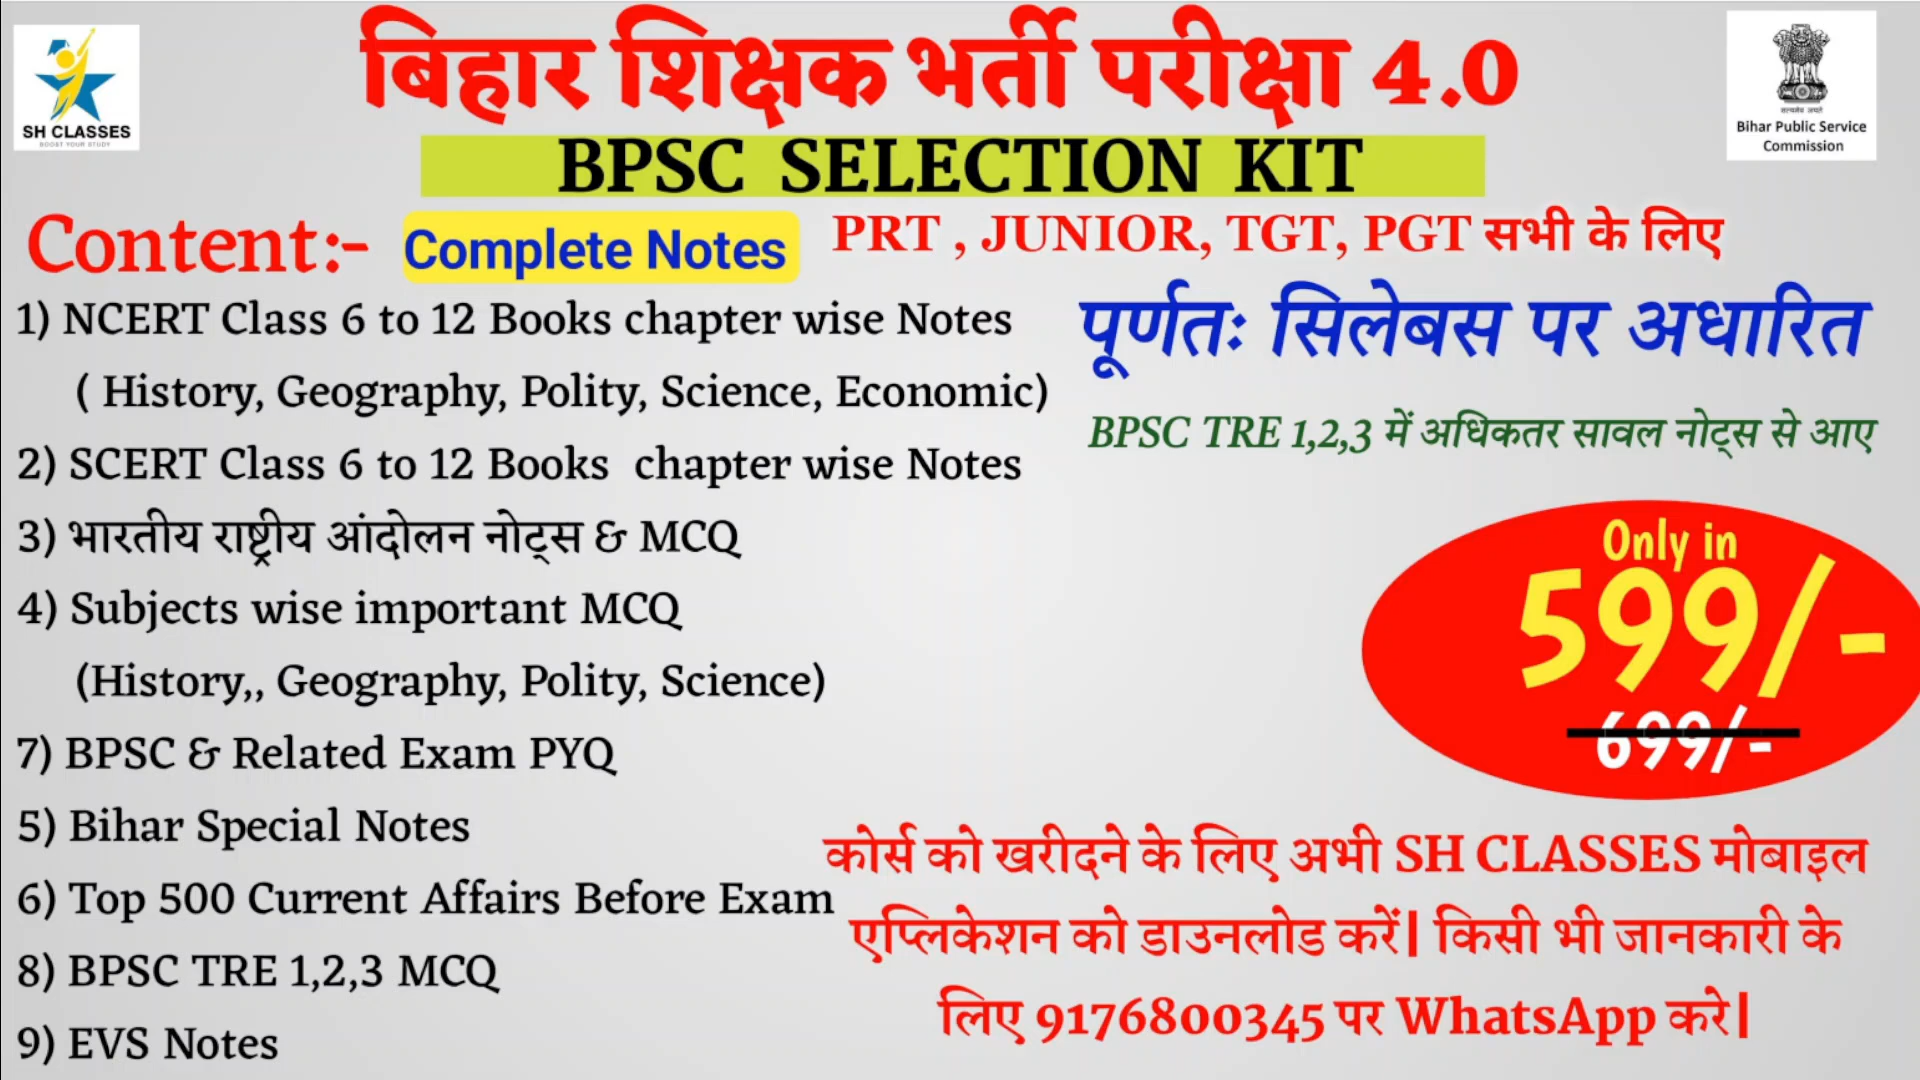 बिहार शिक्षक भर्ती परीक्षा 4.0
SH CLASSES
BOOST YOUR STUDY
सत्यमेव जयते
Bihar Public Service
Commission
BPSC SELECTION KIT
Content:- Complete Notes
PRT , JUNIOR, TGT, PGT सभी के लिए
1) NCERT Class 6 to 12 Books chapter wise Notes
( History, Geography, Polity, Science, Economic)
2) SCERT Class 6 to 12 Books chapter wise Notes
3) भारतीय राष्ट्रीय आंदोलन नोट्स & MCQ
4) Subjects wise important MCQ
(History,, Geography, Polity, Science)
7) BPSC & Related Exam PYQ
5) Bihar Special Notes
6) Top 500 Current Affairs Before Exam
8) BPSC TRE 1,2,3 MCQ
9) EVS Notes
पूर्णतः सिलेबस पर अधारित
BPSC TRE 1,2,3 में अधिकतर सावल नोट्स से आए
Only in
599/-
699/-
कोर्स को खरीदने के लिए अभी SH CLASSES मोबाइल
एप्लिकेशन को डाउनलोड करें| किसी भी जानकारी के
लिए 9176800345 पर WhatsApp करे|